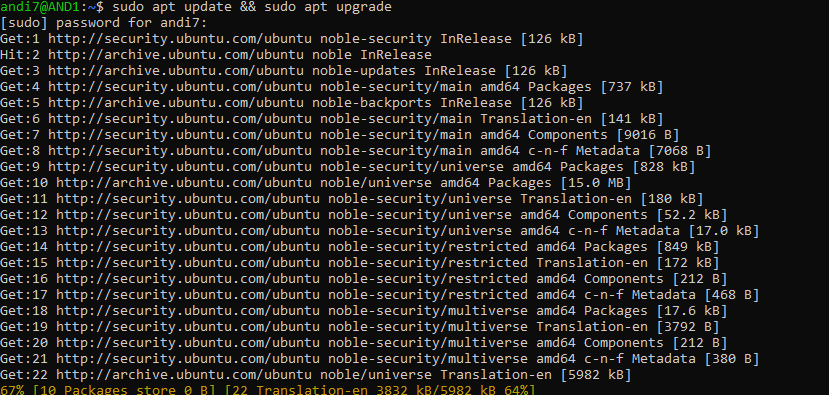 andi7@AND1:~$ sudo apt update && sudo apt upgrade
[sudo] password for andi7:
Get:1 http://security.ubuntu.com/ubuntu noble-security InRelease [126 kB]
Hit:2 http://archive.ubuntu.com/ubuntu noble InRelease
Get:3 http://archive.ubuntu.com/ubuntu noble-updates InRelease [126 kB]
Get:4 http://security.ubuntu.com/ubuntu noble-security/main amd64 Packages [737 kB]
Get:5 http://archive.ubuntu.com/ubuntu noble-backports InRelease [126 kB]
Get:6 http://security.ubuntu.com/ubuntu noble-security/main Translation-en [141 kB]
Get:7 http://security.ubuntu.com/ubuntu noble-security/main amd64 Components [9016 B]
Get:8 http://security.ubuntu.com/ubuntu noble-security/main amd64 c-n-f Metadata [7068 B]
Get:9 http://security.ubuntu.com/ubuntu noble-security/universe amd64 Packages [828 kB]
Get:10 http://archive.ubuntu.com/ubuntu noble/universe amd64 Packages [15.0 MB]
Get:11 http://security.ubuntu.com/ubuntu noble-security/universe Translation-en [180 kB]
Get:12 http://security.ubuntu.com/ubuntu noble-security/universe amd64 Components [52.2 kB]
Get:13 http://security.ubuntu.com/ubuntu noble-security/universe amd64 c-n-f Metadata [17.0 kB]
Get:14 http://security.ubuntu.com/ubuntu noble-security/restricted amd64 Packages [849 kB]
Get:15 http://security.ubuntu.com/ubuntu noble-security/restricted Translation-en [172 kB]
Get:16 http://security.ubuntu.com/ubuntu noble-security/restricted amd64 Components [212 B]
Get:17 http://security.ubuntu.com/ubuntu noble-security/restricted amd64 c-n-f Metadata [468 B]
Get:18 http://security.ubuntu.com/ubuntu noble-security/multiverse amd64 Packages [17.6 kB]
Get:19 http://security.ubuntu.com/ubuntu noble-security/multiverse Translation-en [3792 B]
Get:20 http://security.ubuntu.com/ubuntu noble-security/multiverse amd64 Components [212 B]
Get:21 http://security.ubuntu.com/ubuntu noble-security/multiverse amd64 c-n-f Metadata [380 B]
Get:22 http://archive.ubuntu.com/ubuntu noble/universe Translation-en [5982 kB]
67% [10 Packages store 0 B] [22 Translation-en 3832 kB/5982 kB 64%]